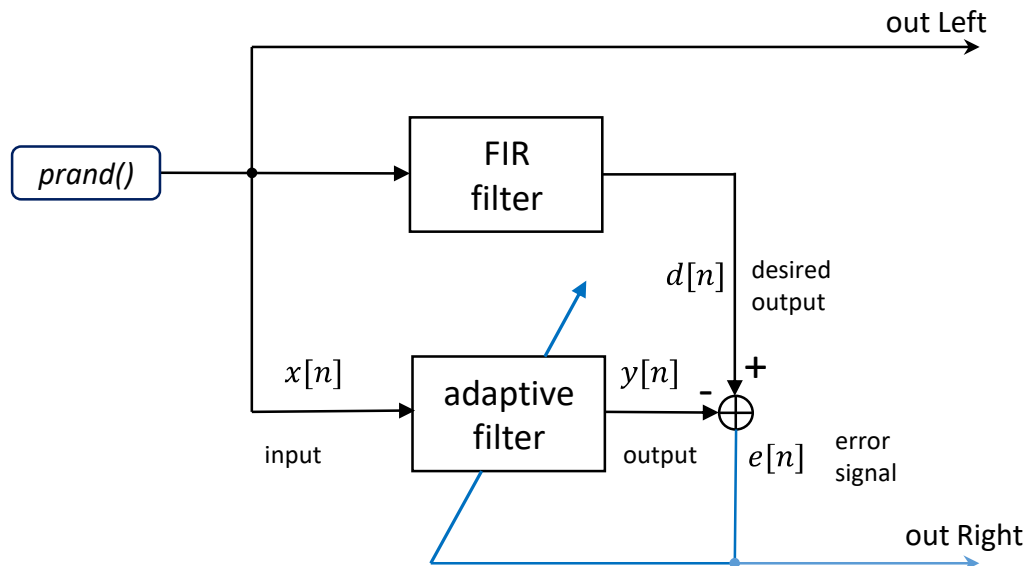 out Left
prand()
FIR
filter
d[n]
desired
output
x[n]
adaptive
filter
y[n]
-
+
input
output
e[n]
error
signal
out Right